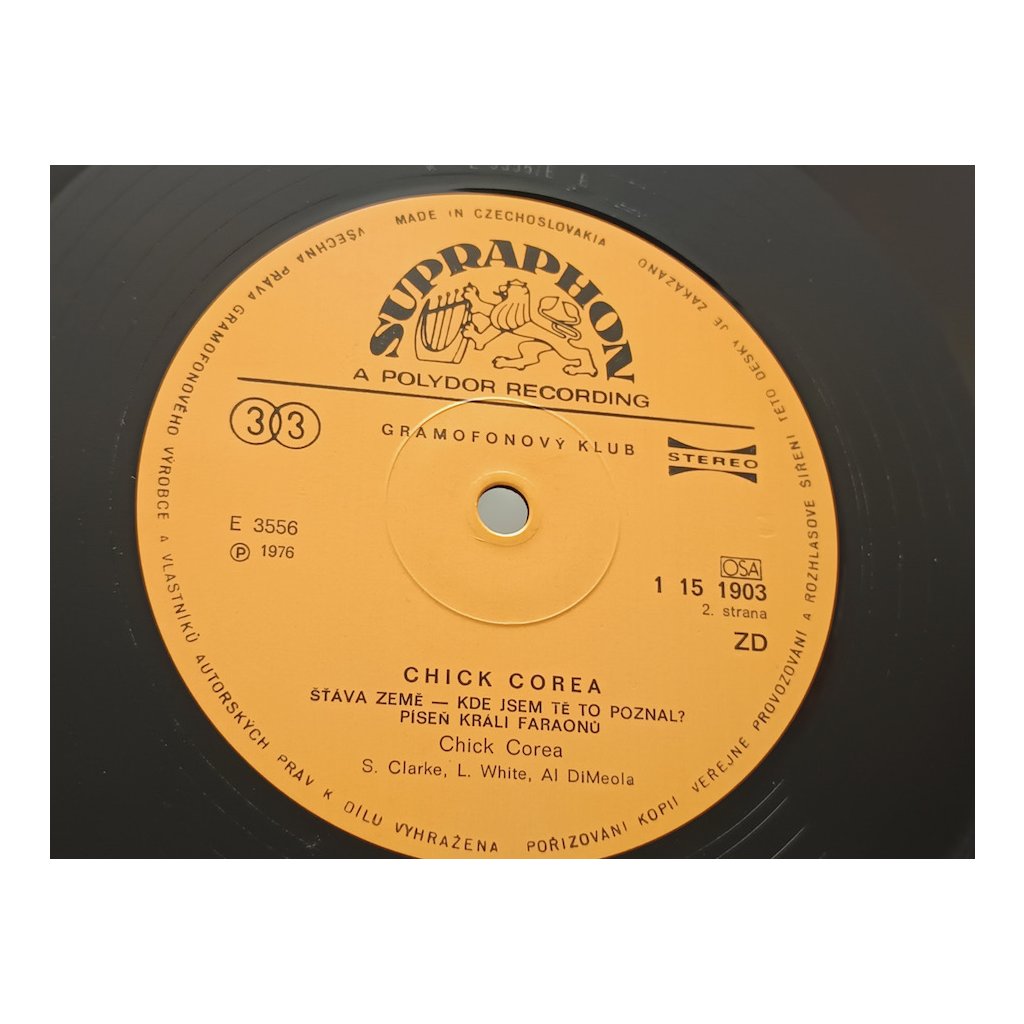 MADE IN CZECHOSLOVAKIA
SUPRAPHON
A POLYDOR RECORDING
33
GRAMOFONOVÝ KLUB
STEREO
E 3556
Ⓟ 1976
OSA
1 15 1903
2. strana
ZD
CHICK COREA
ŠŤÁVA ZEMĚ — KDE JSEM TĚ TO POZNAL?
PÍSEŇ KRÁLI FARAONŮ
Chick Corea
S. Clarke, L. White, Al DiMeola
VŠECHNA PRÁVA GRAMOFONOVÉHO VÝROBCE A VLASTNÍKŮ AUTORSKÝCH PRÁV K DÍLU VYHRAŽENA
POŘIZOVÁNÍ KOPIÍ VEŘEJNÉ PROVOZOVÁNÍ A ROZHLASOVÉ ŠÍŘENÍ TÉTO DESKY JE ZAKÁZÁNO